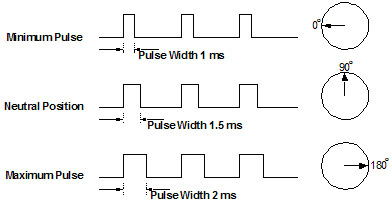 Minimum Pulse
0°
Pulse Width 1 ms
90°
Neutral Position
Pulse Width 1.5 ms
Maximum Pulse
180°
Pulse Width 2 ms